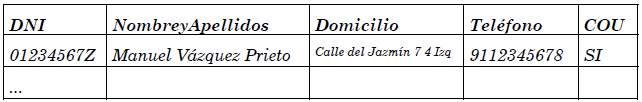 DNI NombreyApellidos Domicilio Teléfono COU
01234567Z Manuel Vázquez Prieto Calle del Jazmín 7 4 Izq 9112345678 SI
...